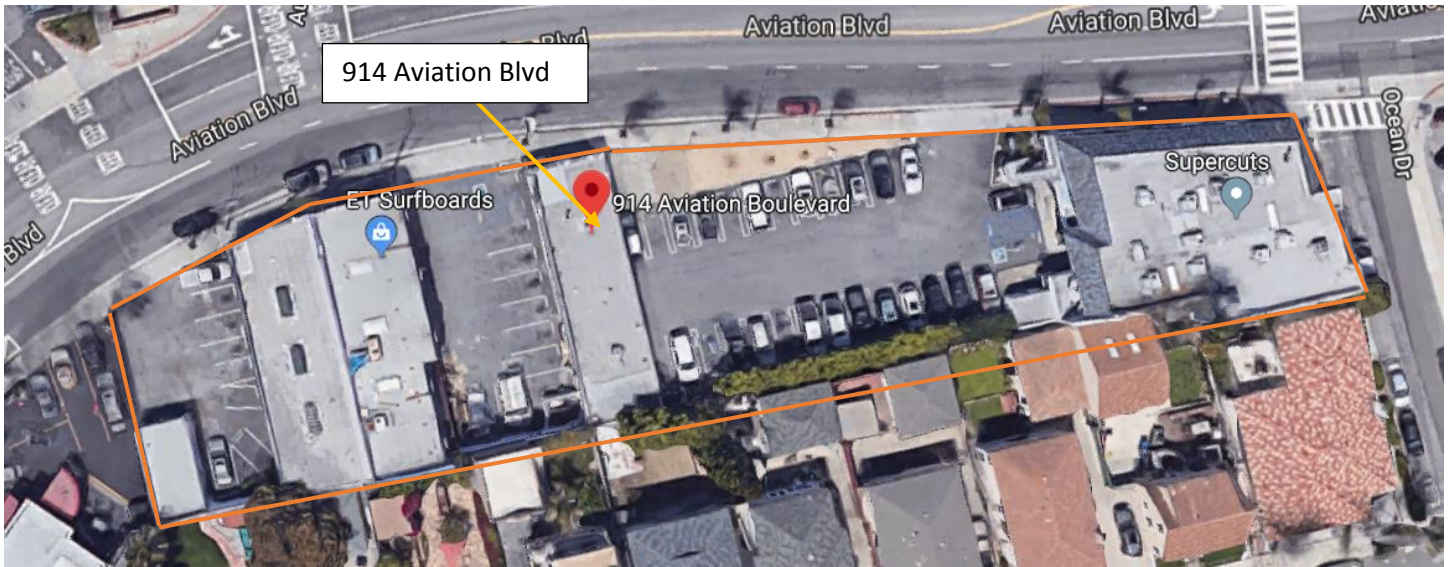 Aviation Blvd
Aviation Blvd
914 Aviation Blvd
Aviation Blvd
Ocean Dr
Supercuts
ET Surfboards
914 Aviation Boulevard
Blvd